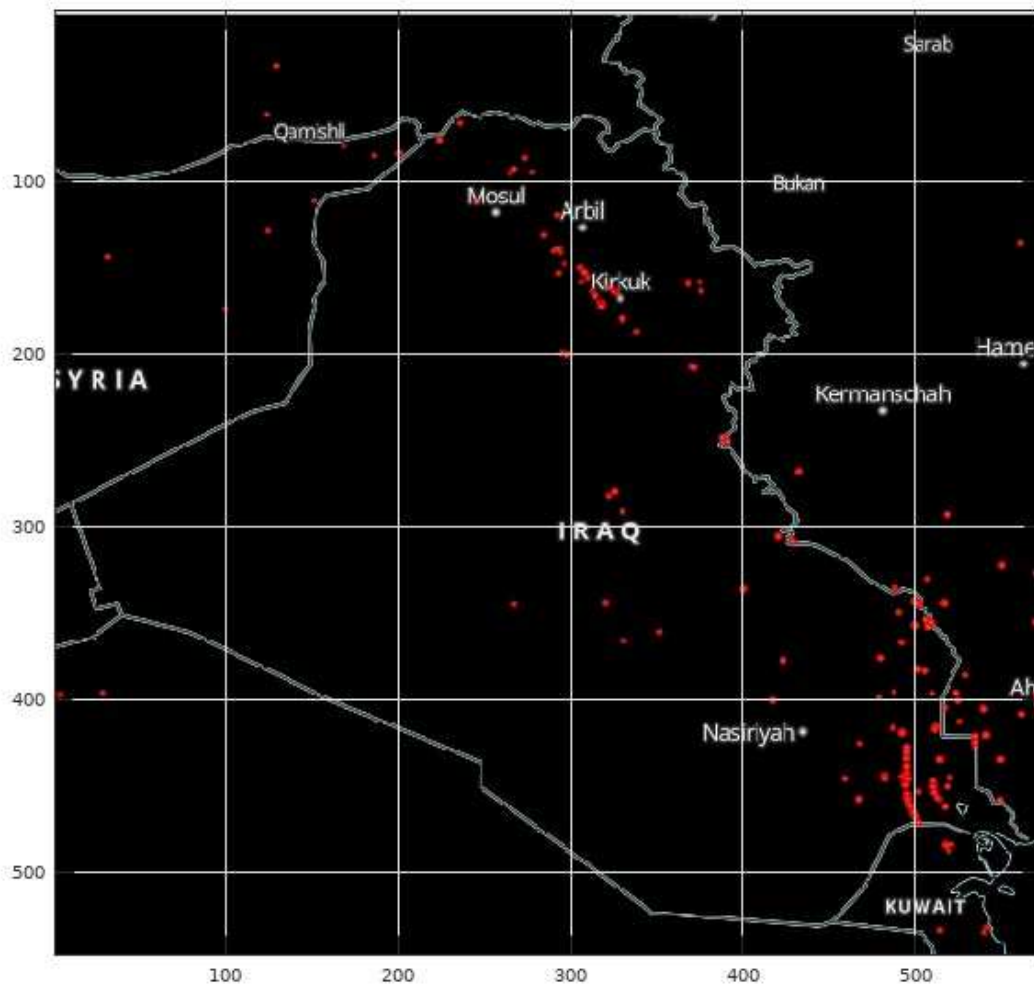 Sarab
Qamshli
100
Bukan
Mosul
Arbil
Kirkuk
200
Hame
SYRIA
Kermanschah
300
IRAQ
400
Ah
Nasiriyah
500
KUWAIT
100
200
300
400
500